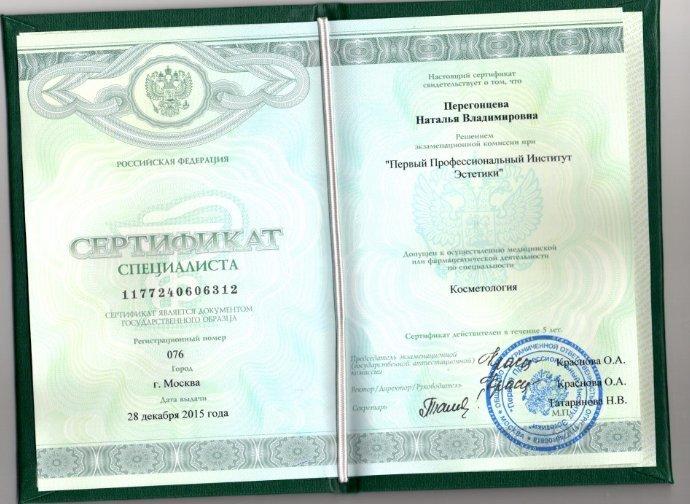 РОССИЙСКАЯ ФЕДЕРАЦИЯ
СЕРТИФИКАТ
СПЕЦИАЛИСТА
1177240606312
СЕРТИФИКАТ ЯВЛЯЕТСЯ ДОКУМЕНТОМ
ГОСУДАРСТВЕННОГО ОБРАЗЦА
Регистрационный номер
076
Город
г. Москва
Дата выдачи
28 декабря 2015 года
Настоящий сертификат
свидетельствует о том, что
Перегонцева
Наталья Владимировна
Решением
экзаменационной комиссии при
"Первый Профессиональный Институт
Эстетики"
Допущен к осуществлению медицинской
или фармацевтической деятельности
по специальности
Косметология
Сертификат действителен в течение 5 лет.
Председатель экзаменационной
(государственной аттестационной)
комиссии
Краснова О.А.
Ректор/Директор/Руководитель
Краснова О.А.
Секретарь
Татаринова Н.В.
М.П.